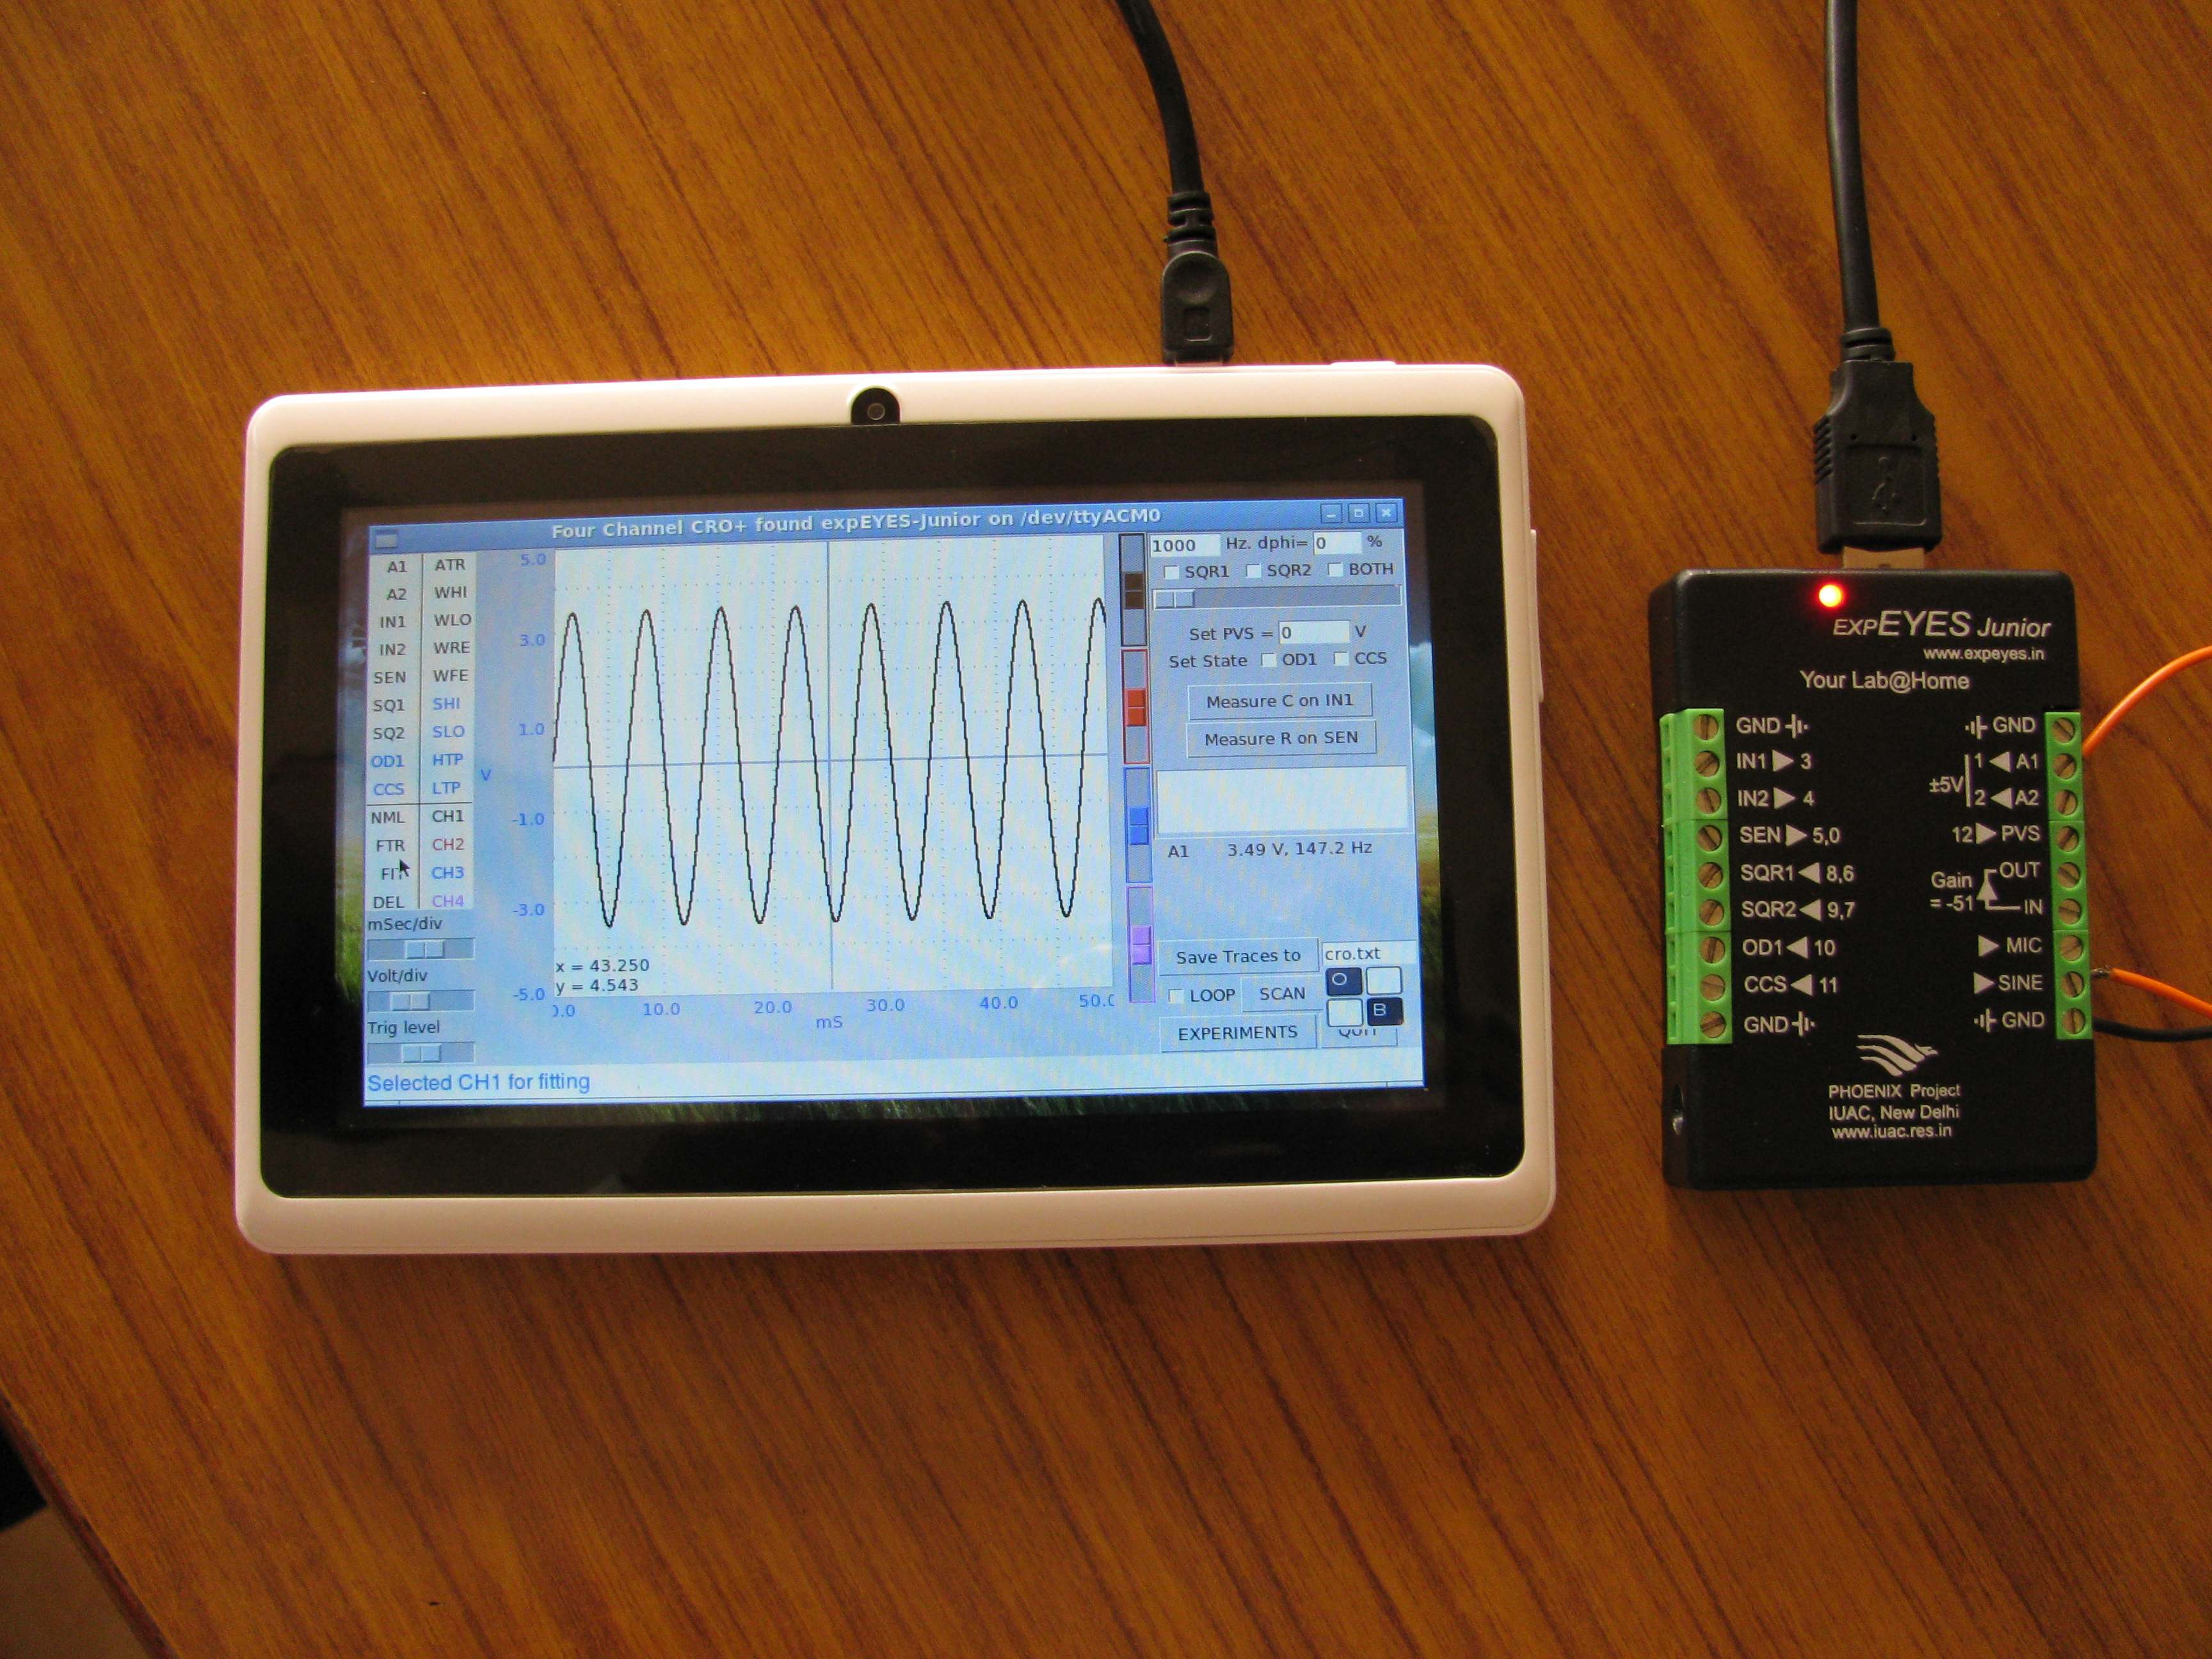 Four Channel CRO+ found expEYES-Junior on /dev/ttyACM0
A1 ATR
A2 WHI
IN1 WLO
IN2 WRE
SEN WFE
SQ1 SHI
SQ2 SLO
OD1 HTP
CCS LTP
NML CH1
FTR CH2
FIT CH3
DEL CH4
mSec/div
Volt/div
Trig level
5.0
3.0
1.0
V
-1.0
-3.0
-5.0
x = 43.250
y = 4.543
0.0 10.0 20.0 30.0 40.0 50.0
mS
1000 Hz. dphi= 0 %
SQR1 SQR2 BOTH
Set PVS = 0 V
Set State OD1 CCS
Measure C on IN1
Measure R on SEN
A1 3.49 V, 147.2 Hz
Save Traces to cro.txt
LOOP SCAN
O
B
EXPERIMENTS QUIT
Selected CH1 for fitting
EXPEYES Junior
www.expeyes.in
Your Lab@Home
GND
IN1 3
IN2 4
SEN 5,0
SQR1 8,6
SQR2 9,7
OD1 10
CCS 11
GND
GND
1 A1
±5V
2 A2
12 PVS
OUT
Gain
= -51
IN
MIC
SINE
GND
PHOENIX Project
IUAC, New Delhi
www.iuac.res.in